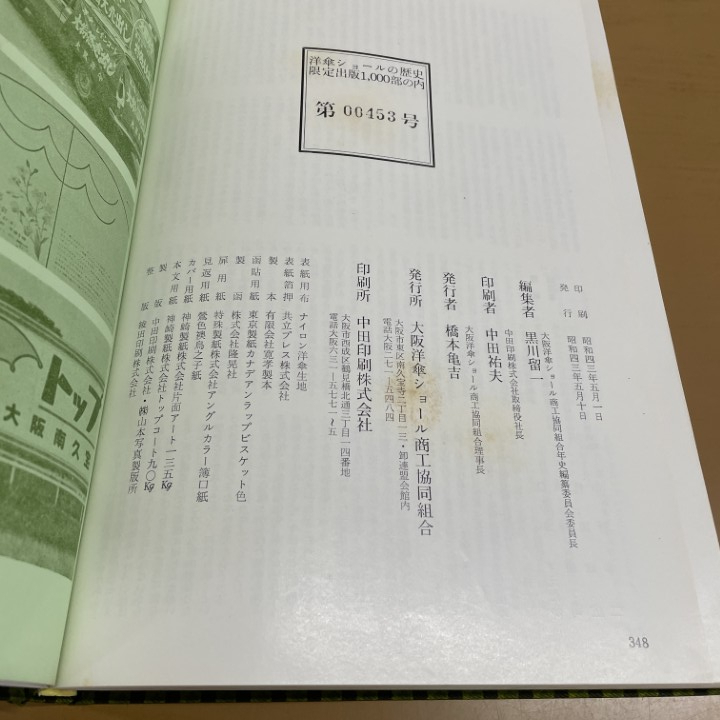 洋傘ショールの歴史
限定出版1,000部の内
第 00453 号
印刷 昭和四三年五月一日
発行 昭和四三年五月十日
編集者 黒川留一
大阪洋傘ショール商工協同組合年史編纂委員会委員長
印刷者 中田祐夫
中田印刷株式会社取締役社長
発行者 橋本亀吉
大阪洋傘ショール商工協同組合理事長
発行所 大阪洋傘ショール商工協同組合
大阪市東区南久宝寺二丁目一三・卸連盟会館内
電話大阪二七一―五四八四
印刷所 中田印刷株式会社
大阪市西成区鶴見橋北通三丁目一四番地
電話大阪六三一―五七七一~五
表紙用布 ナイロン洋傘生地
表紙箔押 共立プレス株式会社
製本 有限会社寛孝製本
函貼用紙 東京製紙カナデアンラップビスケット色
製函 株式会社隆晃社
扉用紙 特殊製紙株式会社アングルカラー薄口紙
見返用紙 鶯色襖鳥之子紙
カバー用紙 神崎製紙株式会社片面アート一三五Kg
本文用紙 神崎製紙株式会社トップコート九〇Kg
製版 中田印刷株式会社・㈱山本写真製版所
整版 藤田印刷株式会社
348
トップ
大阪南久宝